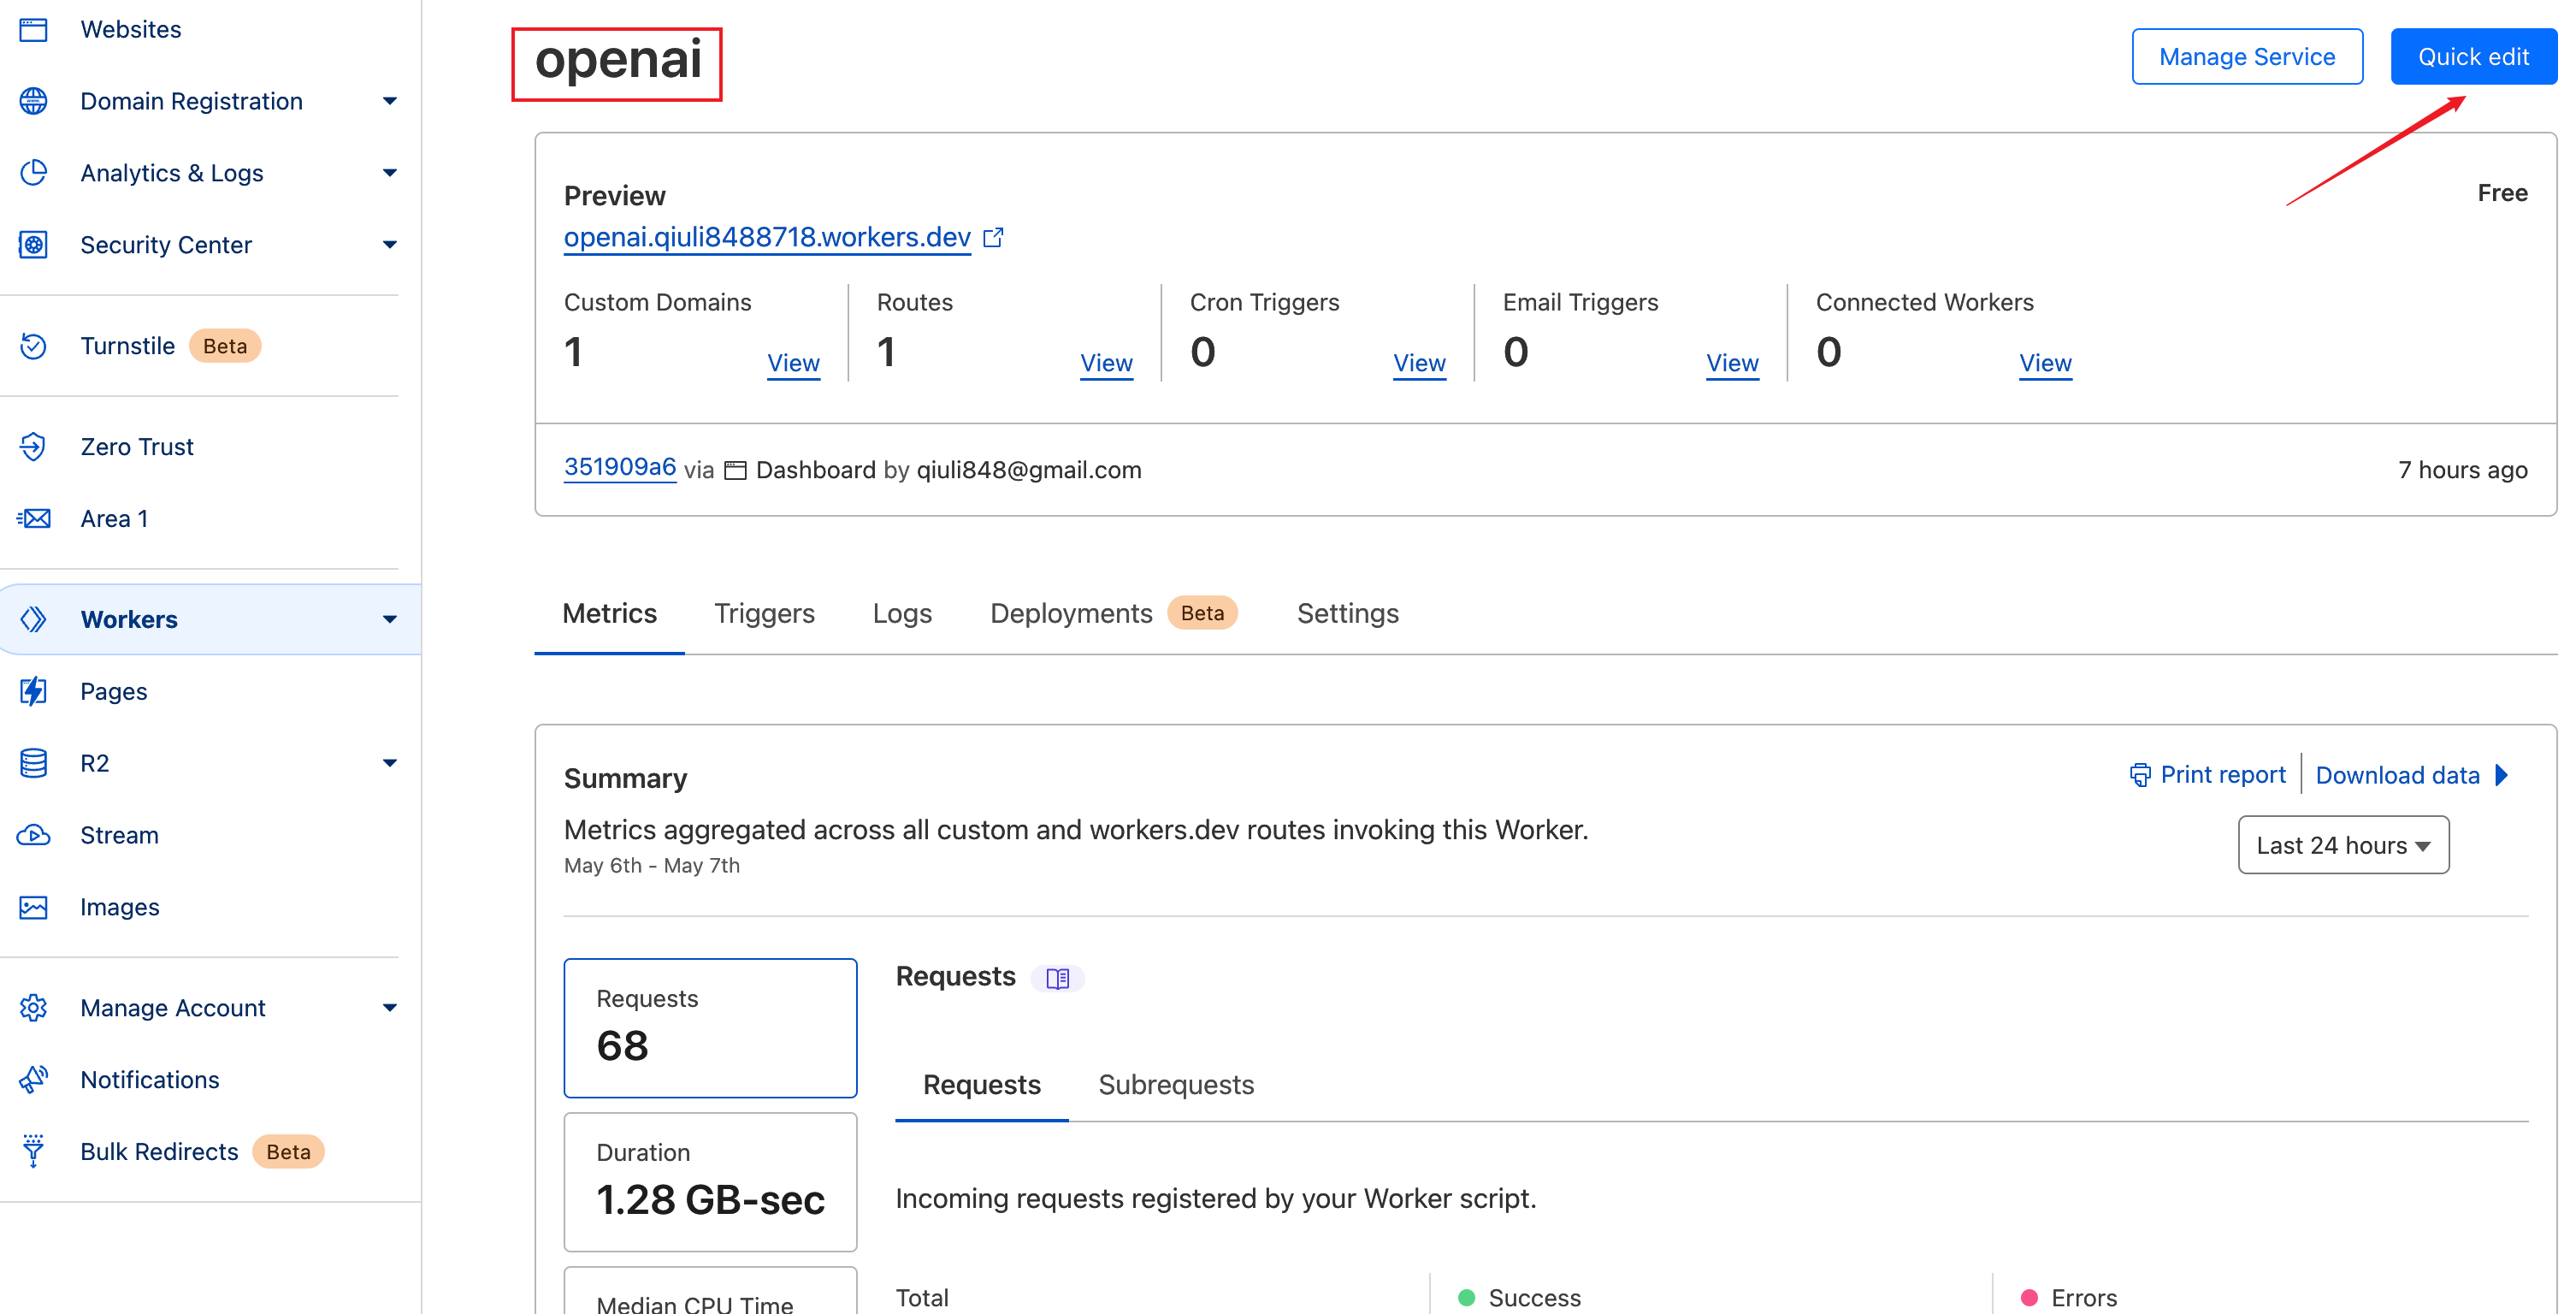 Websites
Domain Registration
Analytics & Logs
Security Center
Turnstile Beta
Zero Trust
Area 1
Workers
Pages
R2
Stream
Images
Manage Account
Notifications
Bulk Redirects Beta
openai
Manage Service
Quick edit
Preview
Free
openai.qiuli8488718.workers.dev
Custom Domains
1
View
Routes
1
View
Cron Triggers
0
View
Email Triggers
0
View
Connected Workers
0
View
351909a6 via Dashboard by qiuli848@gmail.com
7 hours ago
Metrics
Triggers
Logs
Deployments Beta
Settings
Summary
Print report
Download data
Metrics aggregated across all custom and workers.dev routes invoking this Worker.
May 6th - May 7th
Last 24 hours
Requests
68
Duration
1.28 GB-sec
Median CPU Time
Requests
Requests
Subrequests
Incoming requests registered by your Worker script.
Total
Success
Errors